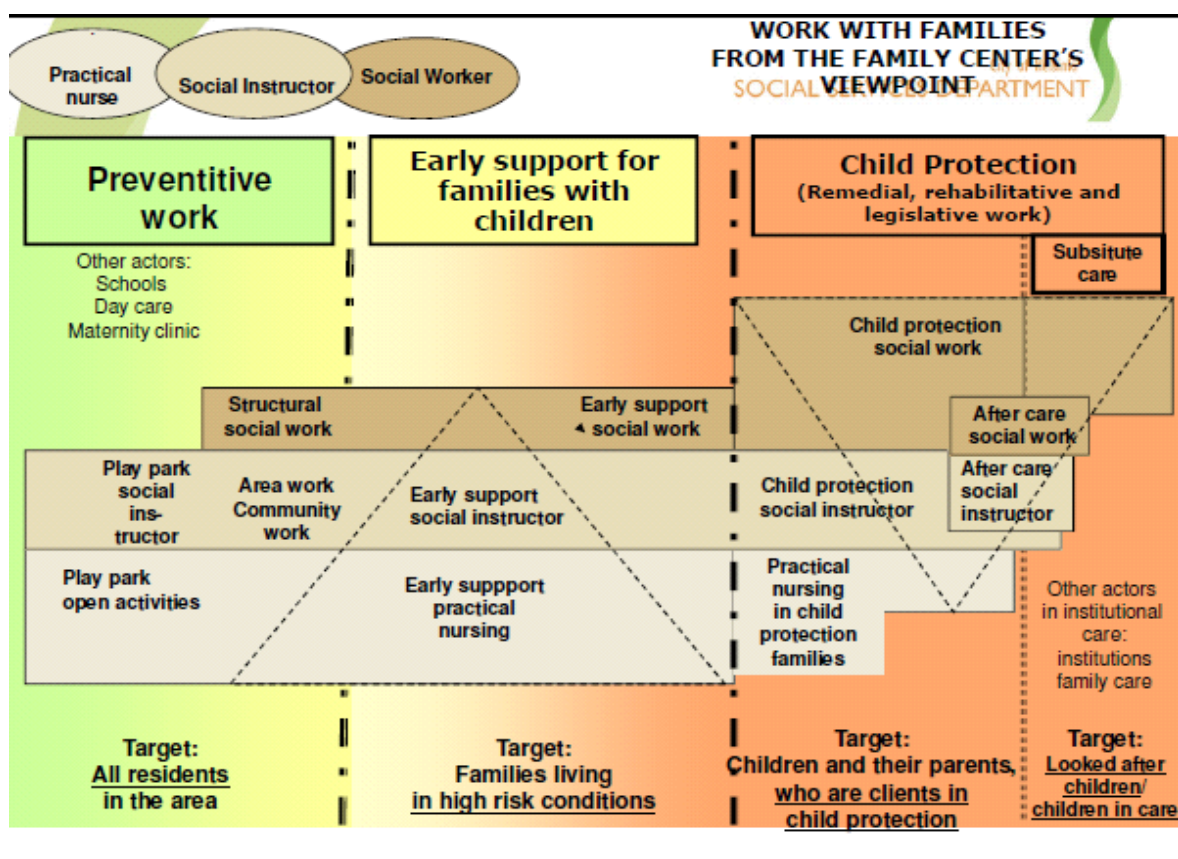 Practical
nurse
Social Instructor
Social Worker
WORK WITH FAMILIES
FROM THE FAMILY CENTER'S
VIEWPOINT
SOCIAL SERVICES DEPARTMENT
Preventitive
work
Early support for
families with
children
Child Protection
(Remedial, rehabilitative and
legislative work)
Subsitute
care
Other actors:
Schools
Day care
Maternity clinic
Child protection
social work
Structural
social work
Early support
social work
After care
social work
Play park
social
ins-
tructor
Area work
Community
work
Early support
social instructor
Child protection
social instructor
After care
social
instructor
Play park
open activities
Early suppport
practical
nursing
Practical
nursing
in child
protection
families
Other actors
in institutional
care:
institutions
family care
Target:
All residents
in the area
Target:
Families living
in high risk conditions
Target:
Children and their parents,
who are clients in
child protection
Target:
Looked after
children/
children in care